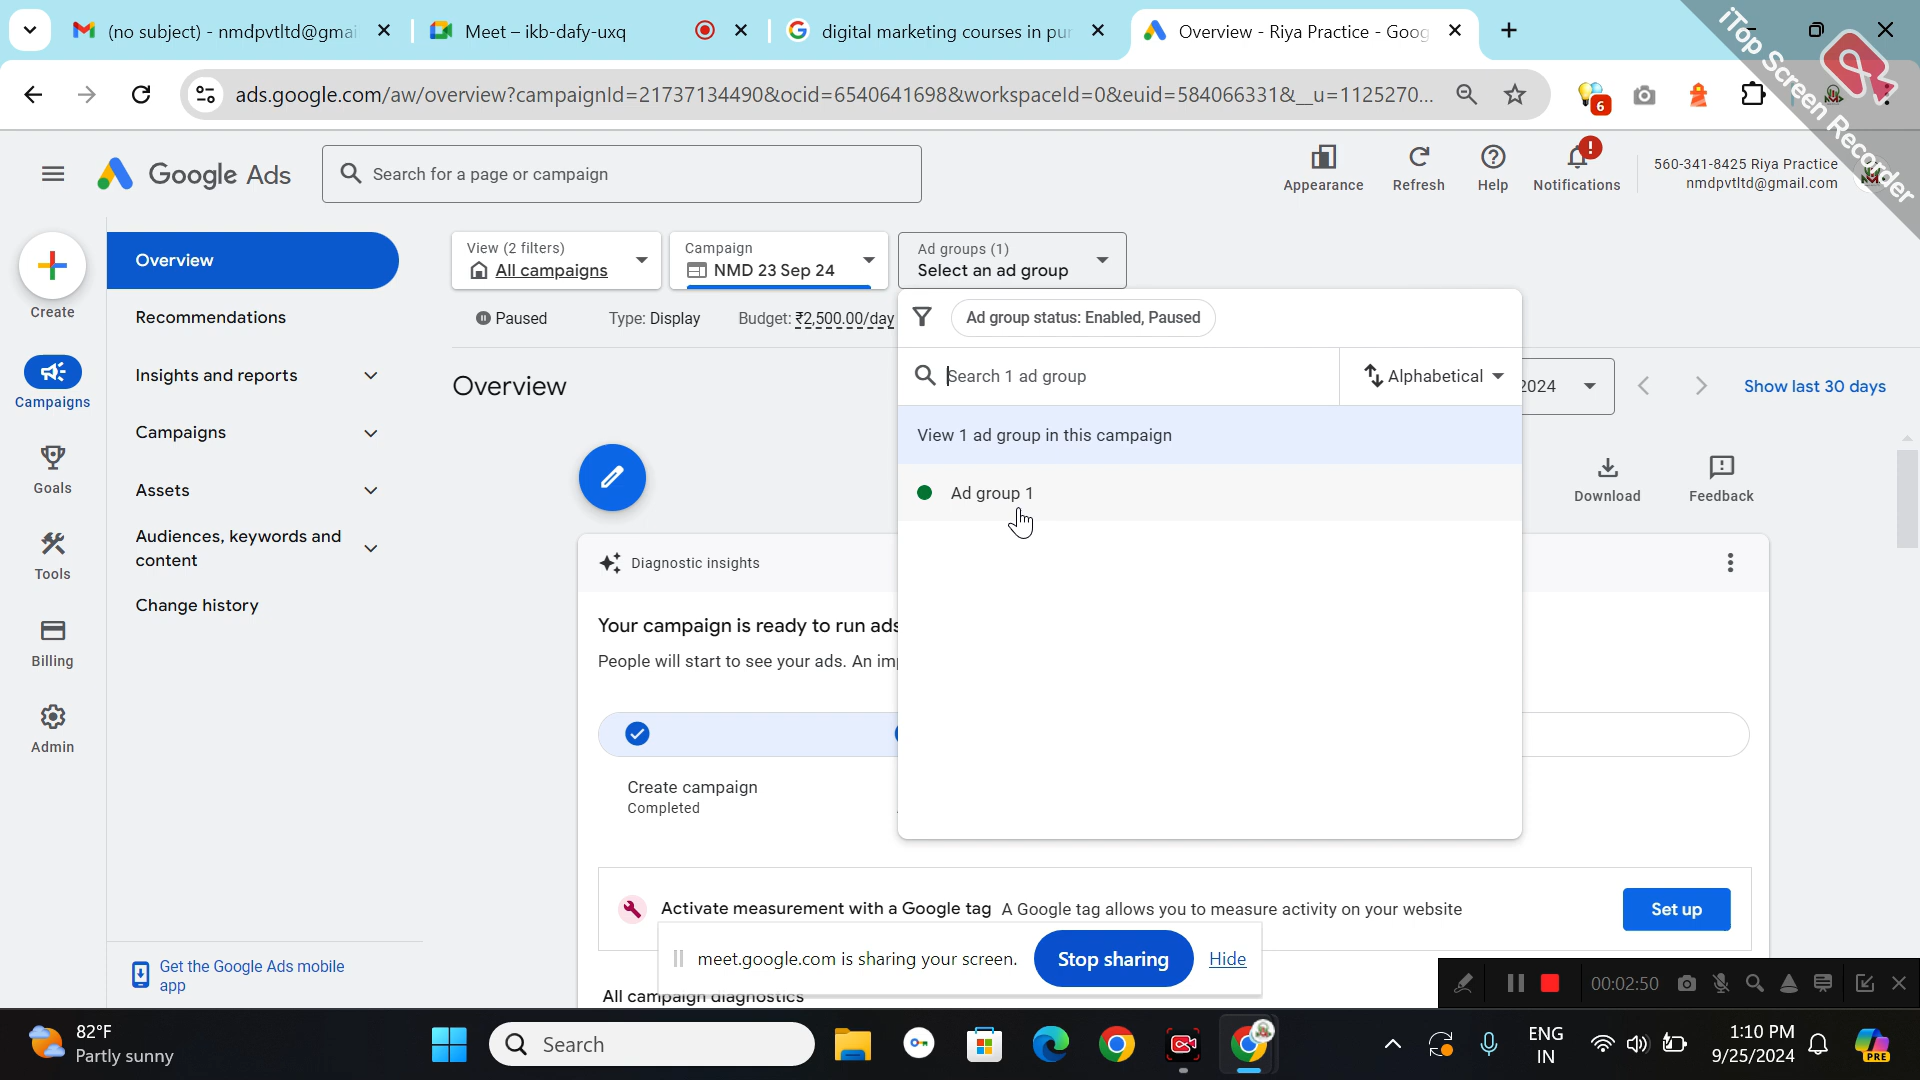 (no subject) - nmdpvtltd@gmai
Meet – ikb-dafy-uxq
digital marketing courses in pu
Overview - Riya Practice - Goog
iTop Screen Recorder
ads.google.com/aw/overview?campaignId=21737134490&ocid=6540641698&workspaceId=0&euid=584066331&__u=1125270...
6
Google Ads
Search for a page or campaign
Appearance
Refresh
Help
Notifications
560-341-8425 Riya Practice
nmdpvtltd@gmail.com
Create
Campaigns
Goals
Tools
Billing
Admin
Overview
Recommendations
Insights and reports
Campaigns
Assets
Audiences, keywords and
content
Change history
Get the Google Ads mobile
app
View (2 filters)
All campaigns
Campaign
NMD 23 Sep 24
Ad groups (1)
Select an ad group
Paused
Type: Display
Budget: ₹2,500.00/day
Ad group status: Enabled, Paused
Search 1 ad group
Alphabetical
View 1 ad group in this campaign
Ad group 1
Overview
2024
Show last 30 days
Download
Feedback
Diagnostic insights
Your campaign is ready to run ads
People will start to see your ads. An im
Create campaign
Completed
Activate measurement with a Google tag A Google tag allows you to measure activity on your website
Set up
meet.google.com is sharing your screen.
Stop sharing
Hide
All campaign diagnostics
00:02:50
82°F
Partly sunny
Search
ENG
IN
1:10 PM
9/25/2024
PRE